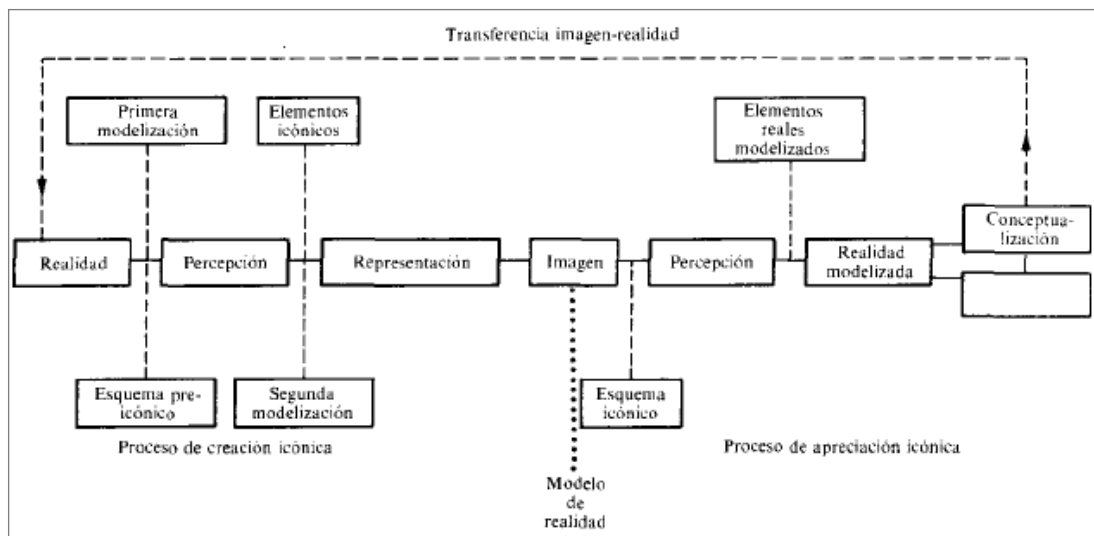 Transferencia imagen-realidad
Primera
modelización
Elementos
icónicos
Elementos
reales
modelizados
Realidad
Percepción
Representación
Imagen
Percepción
Realidad
modelizada
Conceptua-
lización
Esquema pre-
icónico
Segunda
modelización
Esquema
icónico
Proceso de creación icónica
Proceso de apreciación icónica
Modelo
de
realidad